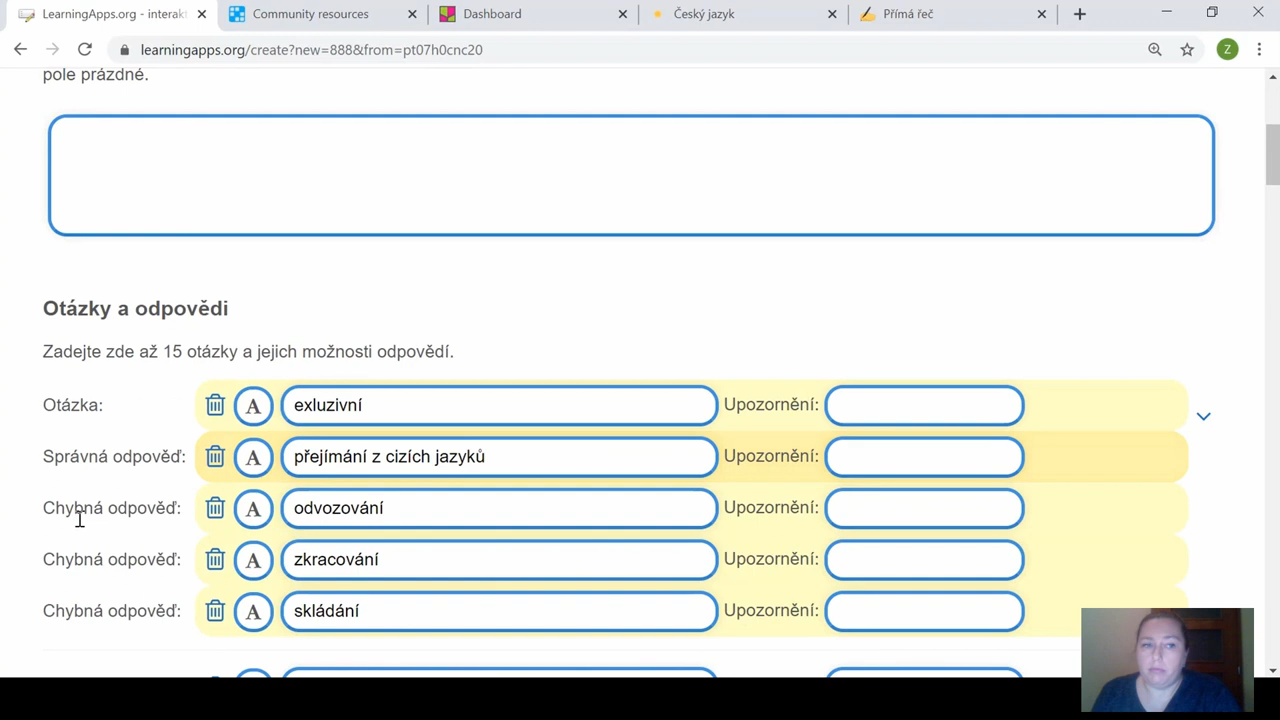 LearningApps.org - interak
Community resources
Dashboard
Český jazyk
Přímá řeč
learningapps.org/create?new=888&from=pt07h0cnc20
Z
pole prázdné.
Otázky a odpovědi
Zadejte zde až 15 otázky a jejich možnosti odpovědí.
Otázka: A exluzivní Upozornění:
Správná odpověď: A přejímání z cizích jazyků Upozornění:
Chybná odpověď: A odvozování Upozornění:
Chybná odpověď: A zkracování Upozornění:
Chybná odpověď: A skládání Upozornění: